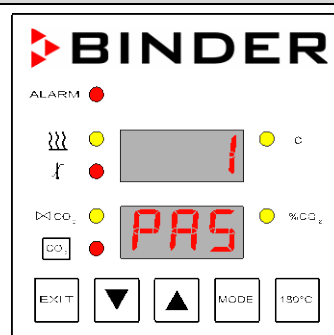 BINDER
ALARM
1 C
CO₂ %CO₂
PAS
CO₂
EXIT MODE 180°C